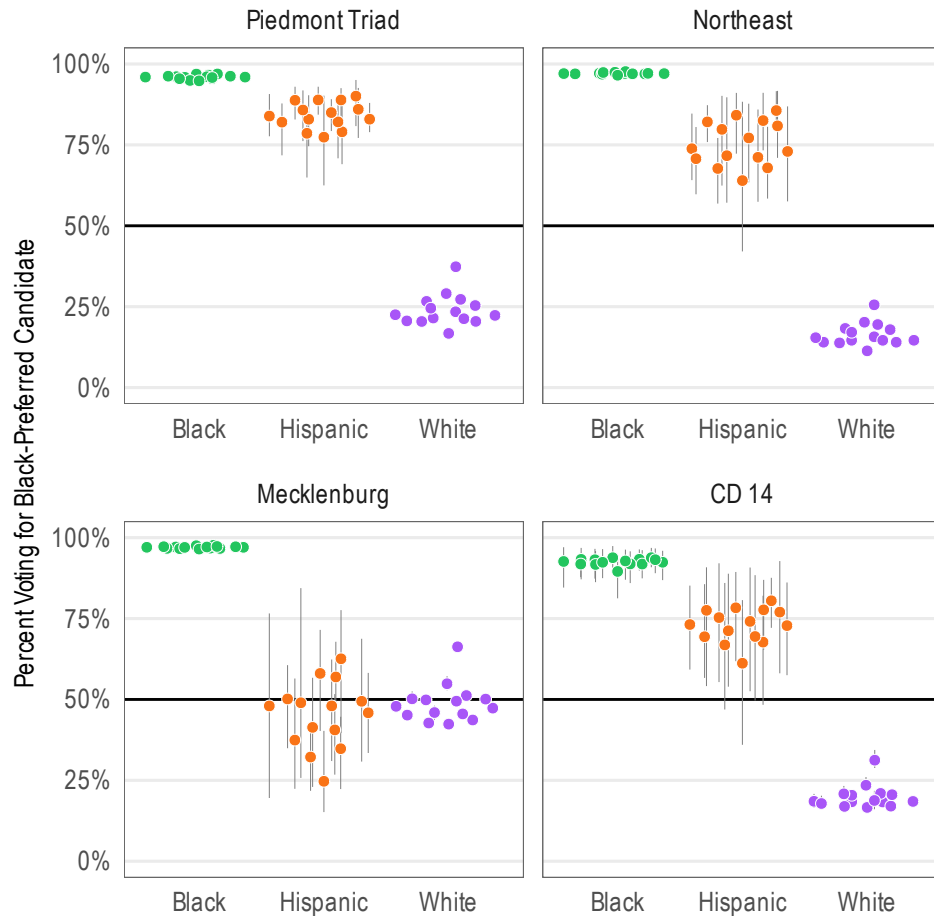 Piedmont Triad
Northeast
Percent Voting for Black-Preferred Candidate
100%
75%
50%
25%
0%
Black Hispanic White
Black Hispanic White
Mecklenburg
CD 14
100%
75%
50%
25%
0%
Black Hispanic White
Black Hispanic White